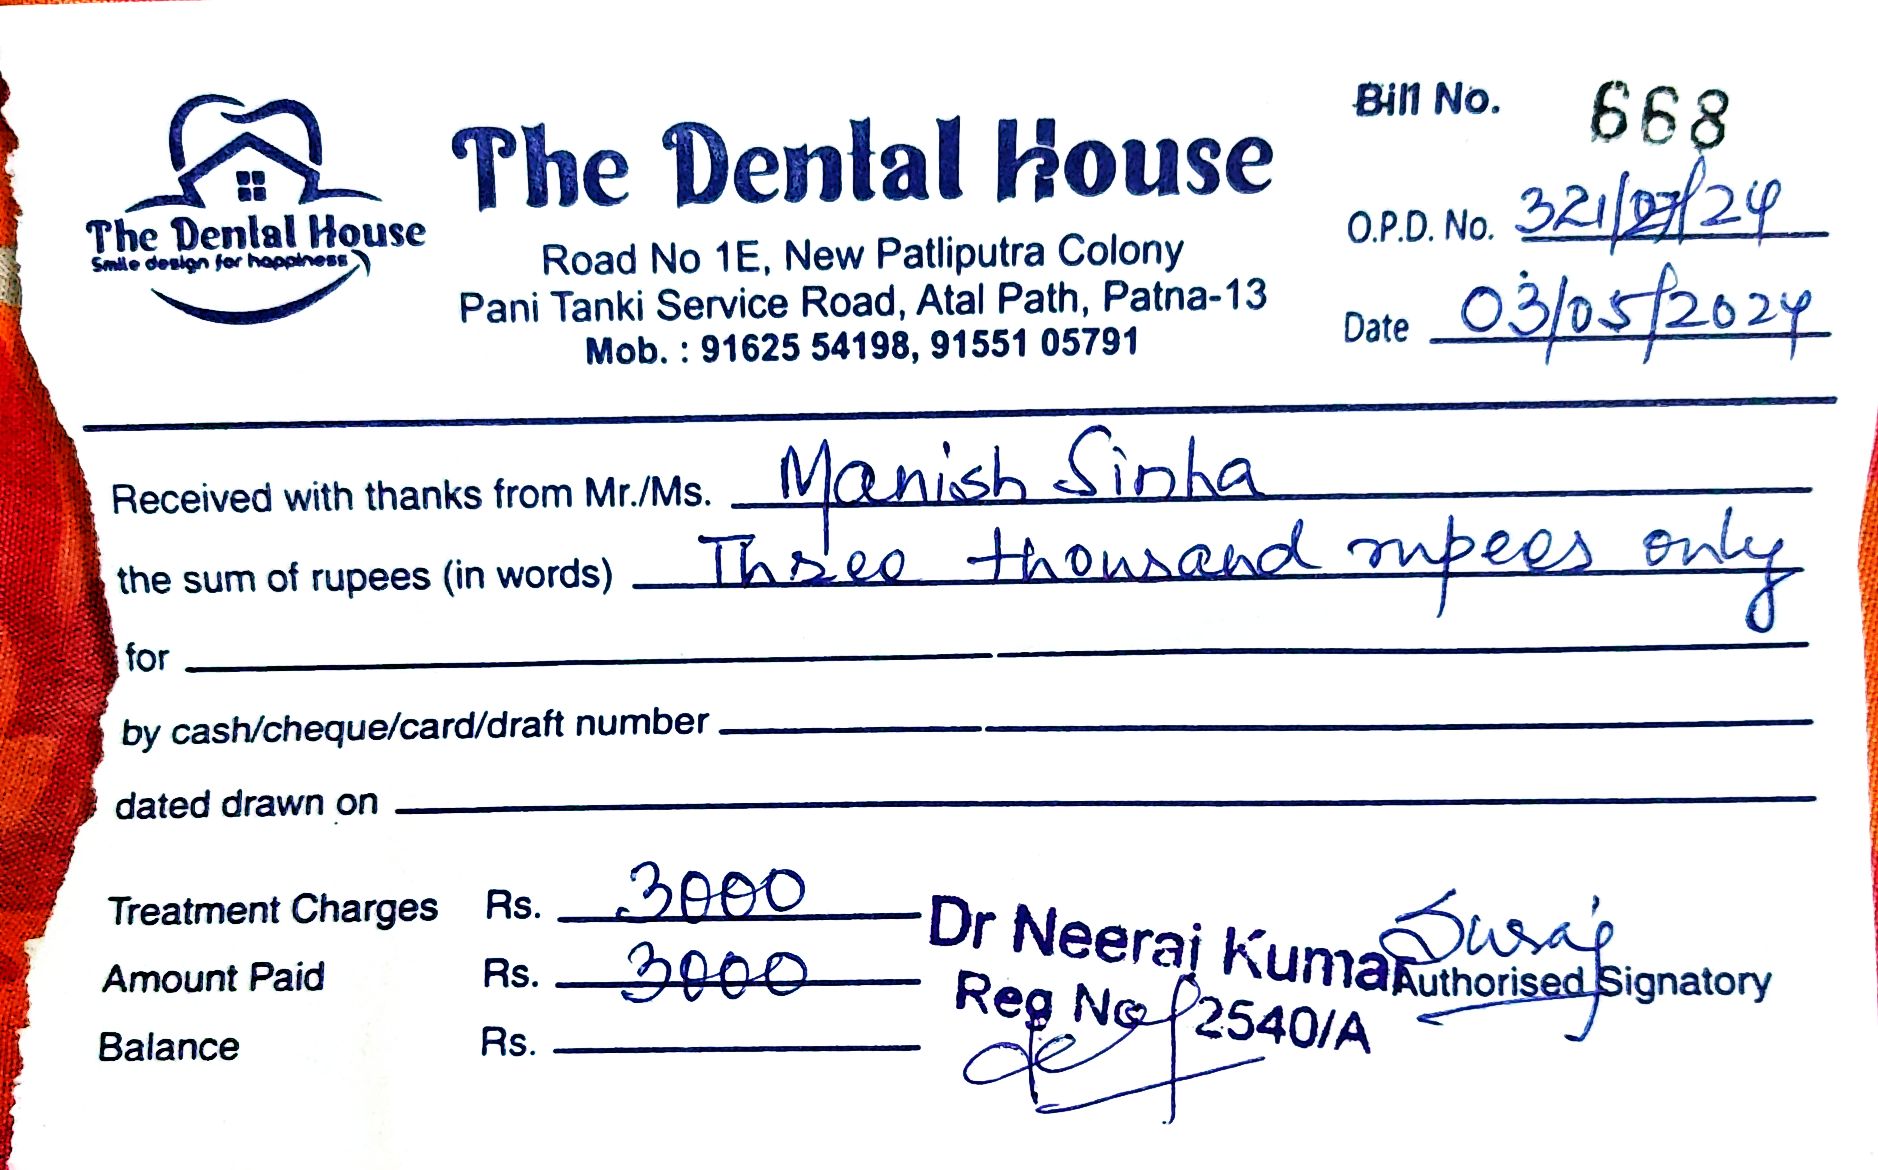 The Dental House
Smile design for happiness
The Dental House
Road No 1E, New Patliputra Colony
Pani Tanki Service Road, Atal Path, Patna-13
Mob. : 91625 54198, 91551 05791
Bill No. 668
O.P.D. No. 321/07/24
Date 03/05/2024
Received with thanks from Mr./Ms. Manish Sinha
the sum of rupees (in words) Three thousand rupees only
for
by cash/cheque/card/draft number
dated drawn on
Treatment Charges Rs. 3000
Amount Paid Rs. 3000
Balance Rs.
Dr Neeraj Kumar
Reg No 2540/A
Suraj
Authorised Signatory